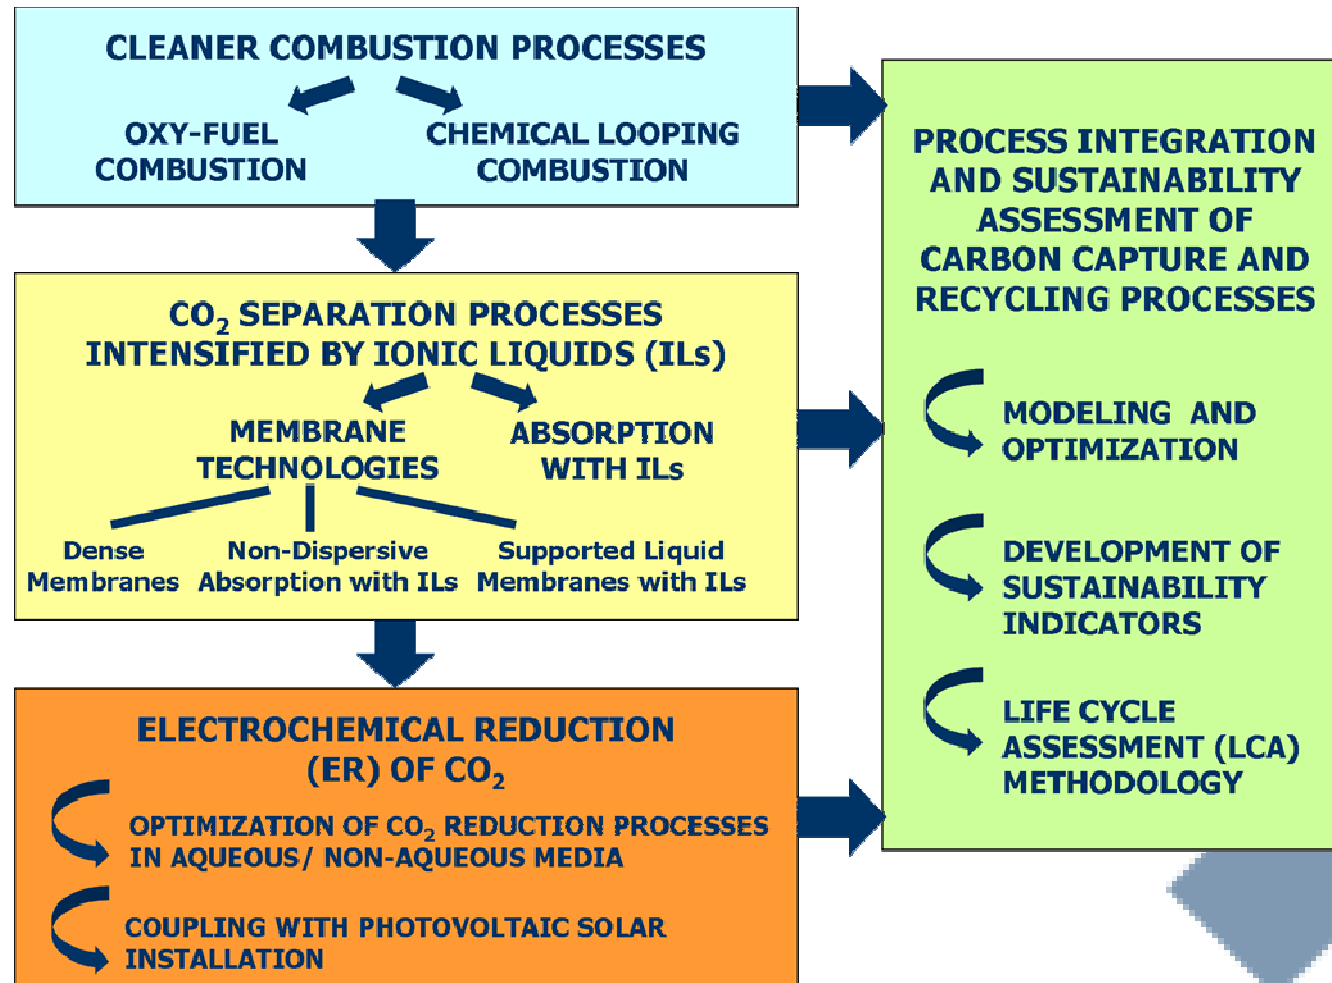 CLEANER COMBUSTION PROCESSES
OXY-FUEL
COMBUSTION
CHEMICAL LOOPING
COMBUSTION
CO₂ SEPARATION PROCESSES
INTENSIFIED BY IONIC LIQUIDS (ILs)
MEMBRANE
TECHNOLOGIES
ABSORPTION
WITH ILs
Dense
Membranes
Non-Dispersive
Absorption with ILs
Supported Liquid
Membranes with ILs
ELECTROCHEMICAL REDUCTION
(ER) OF CO₂
OPTIMIZATION OF CO₂ REDUCTION PROCESSES
IN AQUEOUS/ NON-AQUEOUS MEDIA
COUPLING WITH PHOTOVOLTAIC SOLAR
INSTALLATION
PROCESS INTEGRATION
AND SUSTAINABILITY
ASSESSMENT OF
CARBON CAPTURE AND
RECYCLING PROCESSES
MODELING AND
OPTIMIZATION
DEVELOPMENT OF
SUSTAINABILITY
INDICATORS
LIFE CYCLE
ASSESSMENT (LCA)
METHODOLOGY